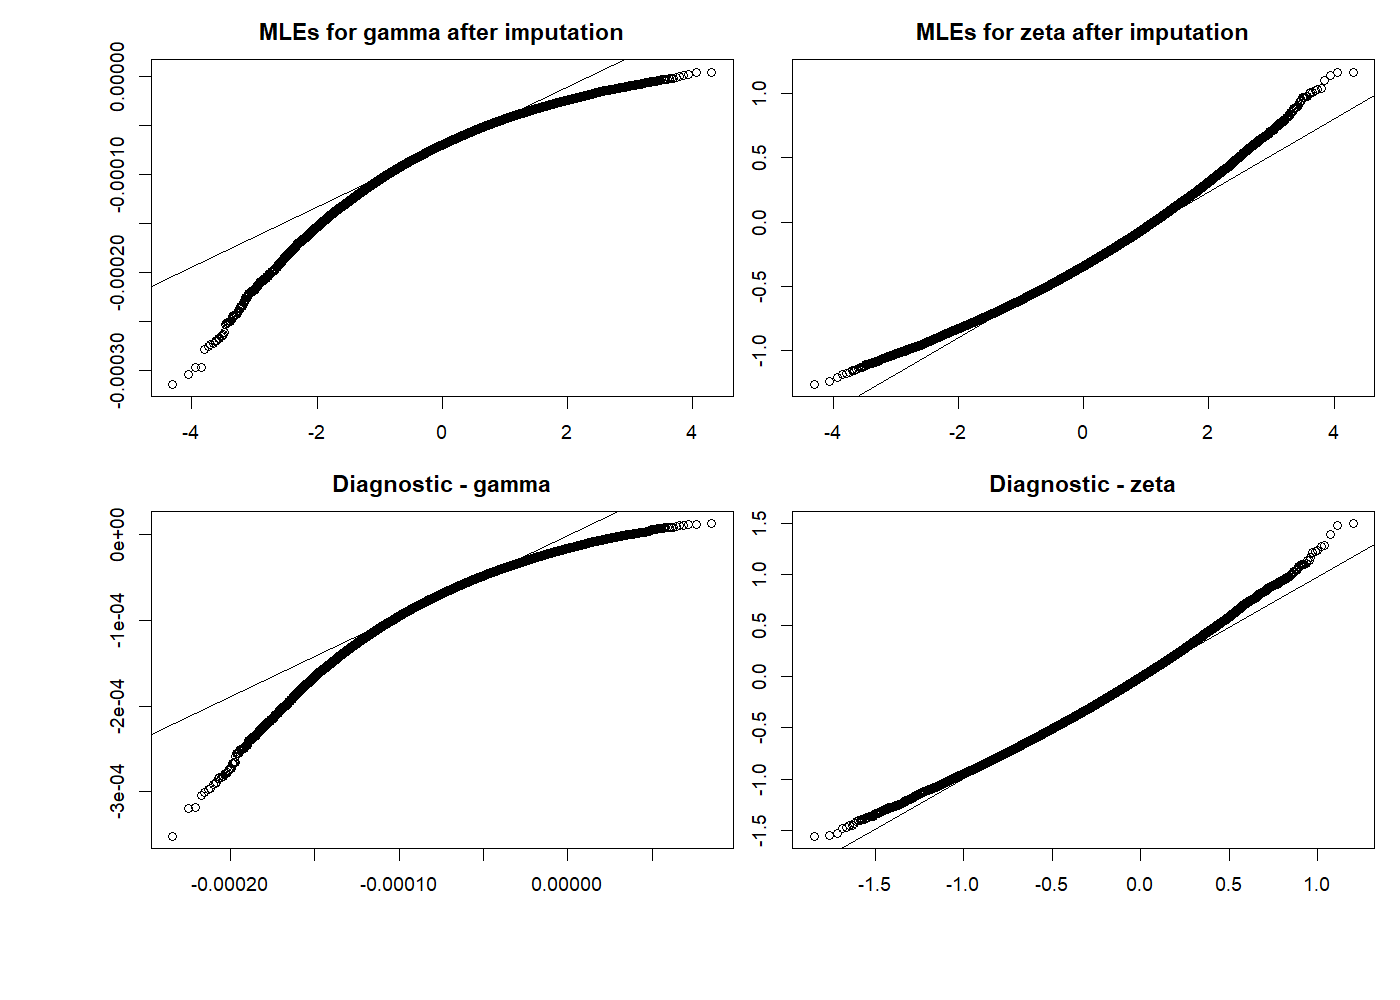 MLEs for gamma after imputation
0.00000
-0.00010
-0.00020
-0.00030
-4 -2 0 2 4
MLEs for zeta after imputation
1.0
0.5
0.0
-0.5
-1.0
-4 -2 0 2 4
Diagnostic - gamma
0e+00
-1e-04
-2e-04
-3e-04
-0.00020 -0.00010 0.00000
Diagnostic - zeta
1.5
1.0
0.5
0.0
-0.5
-1.0
-1.5
-1.5 -1.0 -0.5 0.0 0.5 1.0